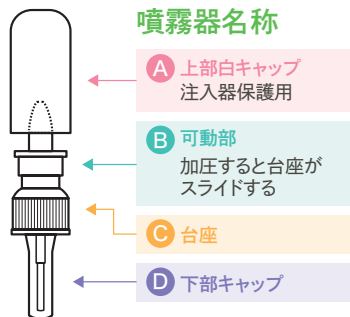 噴霧器名称
A 上部白キャップ
注入器保護用
B 可動部
加圧すると台座が
スライドする
C 台座
D 下部キャップ